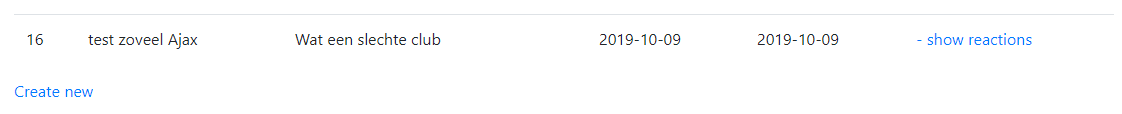 16 test zoveel Ajax Wat een slechte club 2019-10-09 2019-10-09 - show reactions
Create new